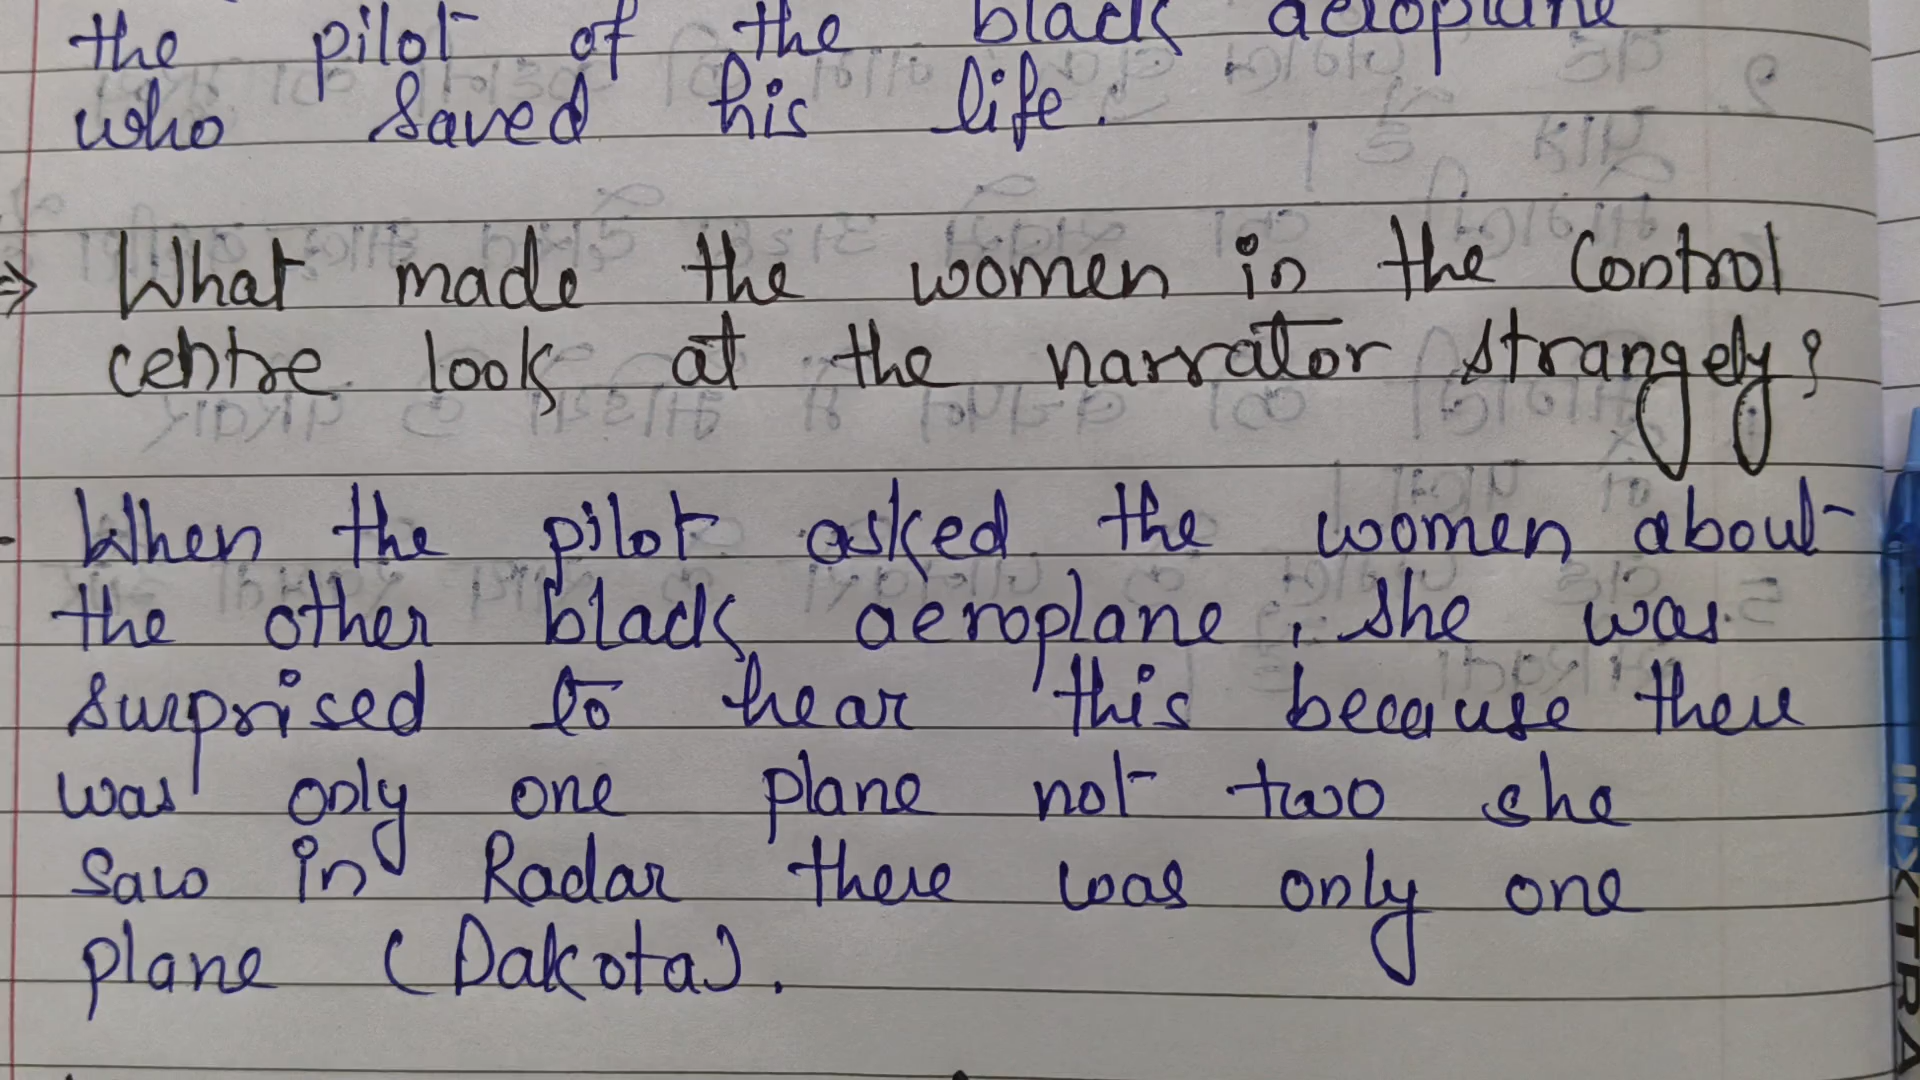 the pilot of the black aeroplane
who saved his life.
⇒ What made the women in the control
centre look at the narrator strangely?
- When the pilot asked the women about
the other black aeroplane, she was
surprised to hear this because there
was only one plane not two she
saw in Radar there was only one
plane (Dakota).
INXKTRA